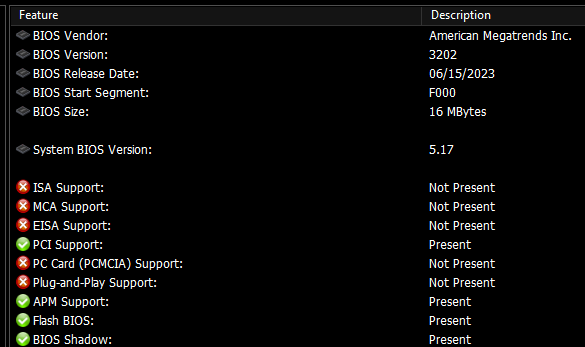 Feature Description
BIOS Vendor: American Megatrends Inc.
BIOS Version: 3202
BIOS Release Date: 06/15/2023
BIOS Start Segment: F000
BIOS Size: 16 MBytes
System BIOS Version: 5.17
ISA Support: Not Present
MCA Support: Not Present
EISA Support: Not Present
PCI Support: Present
PC Card (PCMCIA) Support: Not Present
Plug-and-Play Support: Not Present
APM Support: Present
Flash BIOS: Present
BIOS Shadow: Present